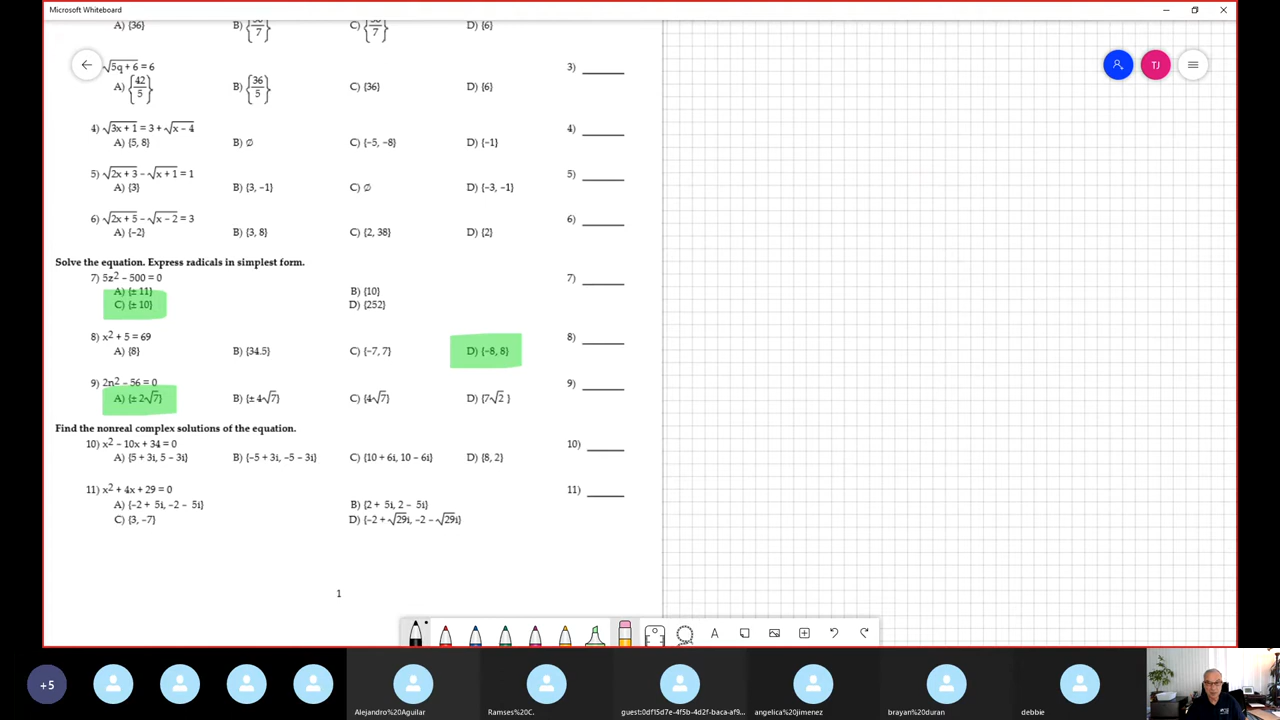 Microsoft Whiteboard
A) {36} B) C) D) {6}
√5q + 6 = 6 3) ______
A) {42/5} B) {36/5} C) {36} D) {6}
4) √3x + 1 = 3 + √x − 4 4) ______
A) {5, 8} B) ∅ C) {−5, −8} D) {−1}
5) √2x + 3 − √x + 1 = 1 5) ______
A) {3} B) {3, −1} C) ∅ D) {−3, −1}
6) √2x + 5 − √x − 2 = 3 6) ______
A) {−2} B) {3, 8} C) {2, 38} D) {2}
Solve the equation. Express radicals in simplest form.
7) 5z² − 500 = 0 7) ______
A) {± 11} B) {10}
C) {± 10} D) {252}
8) x² + 5 = 69 8) ______
A) {8} B) {34.5} C) {−7, 7} D) {−8, 8}
9) 2n² − 56 = 0 9) ______
A) {± 2√7} B) {± 4√7} C) {4√7} D) {7√2 }
Find the nonreal complex solutions of the equation.
10) x² − 10x + 34 = 0 10) ______
A) {5 + 3i, 5 − 3i} B) {−5 + 3i, −5 − 3i} C) {10 + 6i, 10 − 6i} D) {8, 2}
11) x² + 4x + 29 = 0 11) ______
A) {−2 + 5i, −2 − 5i} B) {2 + 5i, 2 − 5i}
C) {3, −7} D) {−2 + √29i, −2 − √29i}
1
TJ
A
+5
Alejandro%20Aguilar Ramses%20C. guest:0df15d7e-4f5b-4d2f-baca-af9... angelica%20jimenez brayan%20duran debbie